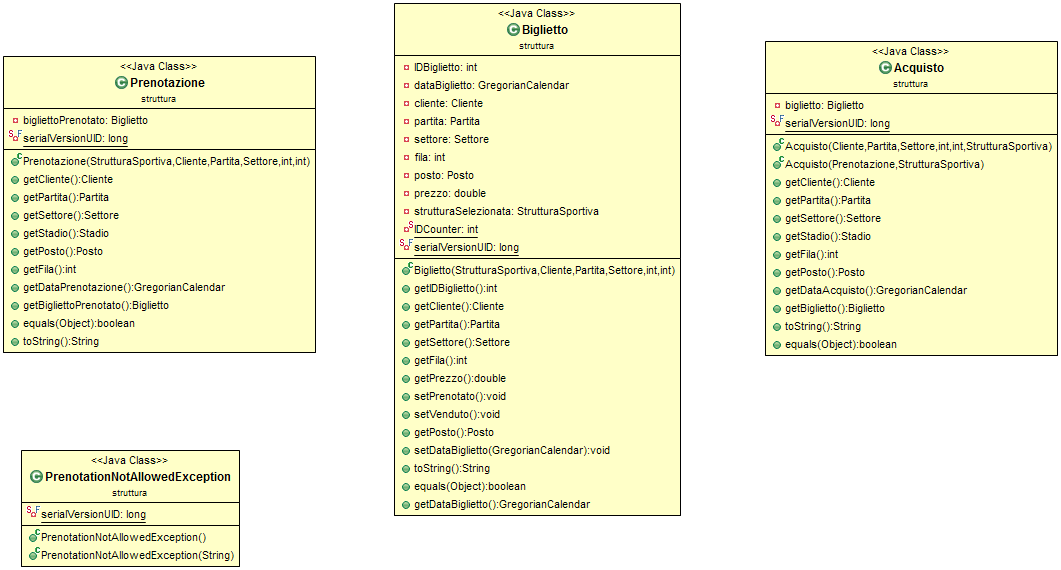 <<Java Class>>
Prenotazione
struttura
bigliettoPrenotato: Biglietto
serialVersionUID: long
Prenotazione(StrutturaSportiva,Cliente,Partita,Settore,int,int)
getCliente():Cliente
getPartita():Partita
getSettore():Settore
getStadio():Stadio
getPosto():Posto
getFila():int
getDataPrenotazione():GregorianCalendar
getBigliettoPrenotato():Biglietto
equals(Object):boolean
toString():String
<<Java Class>>
PrenotationNotAllowedException
struttura
serialVersionUID: long
PrenotationNotAllowedException()
PrenotationNotAllowedException(String)
<<Java Class>>
Biglietto
struttura
IDBiglietto: int
dataBiglietto: GregorianCalendar
cliente: Cliente
partita: Partita
settore: Settore
fila: int
posto: Posto
prezzo: double
strutturaSelezionata: StrutturaSportiva
IDCounter: int
serialVersionUID: long
Biglietto(StrutturaSportiva,Cliente,Partita,Settore,int,int)
getIDBiglietto():int
getCliente():Cliente
getPartita():Partita
getSettore():Settore
getFila():int
getPrezzo():double
setPrenotato():void
setVenduto():void
getPosto():Posto
setDataBiglietto(GregorianCalendar):void
toString():String
equals(Object):boolean
getDataBiglietto():GregorianCalendar
<<Java Class>>
Acquisto
struttura
biglietto: Biglietto
serialVersionUID: long
Acquisto(Cliente,Partita,Settore,int,int,StrutturaSportiva)
Acquisto(Prenotazione,StrutturaSportiva)
getCliente():Cliente
getPartita():Partita
getSettore():Settore
getStadio():Stadio
getFila():int
getPosto():Posto
getDataAcquisto():GregorianCalendar
getBiglietto():Biglietto
toString():String
equals(Object):boolean